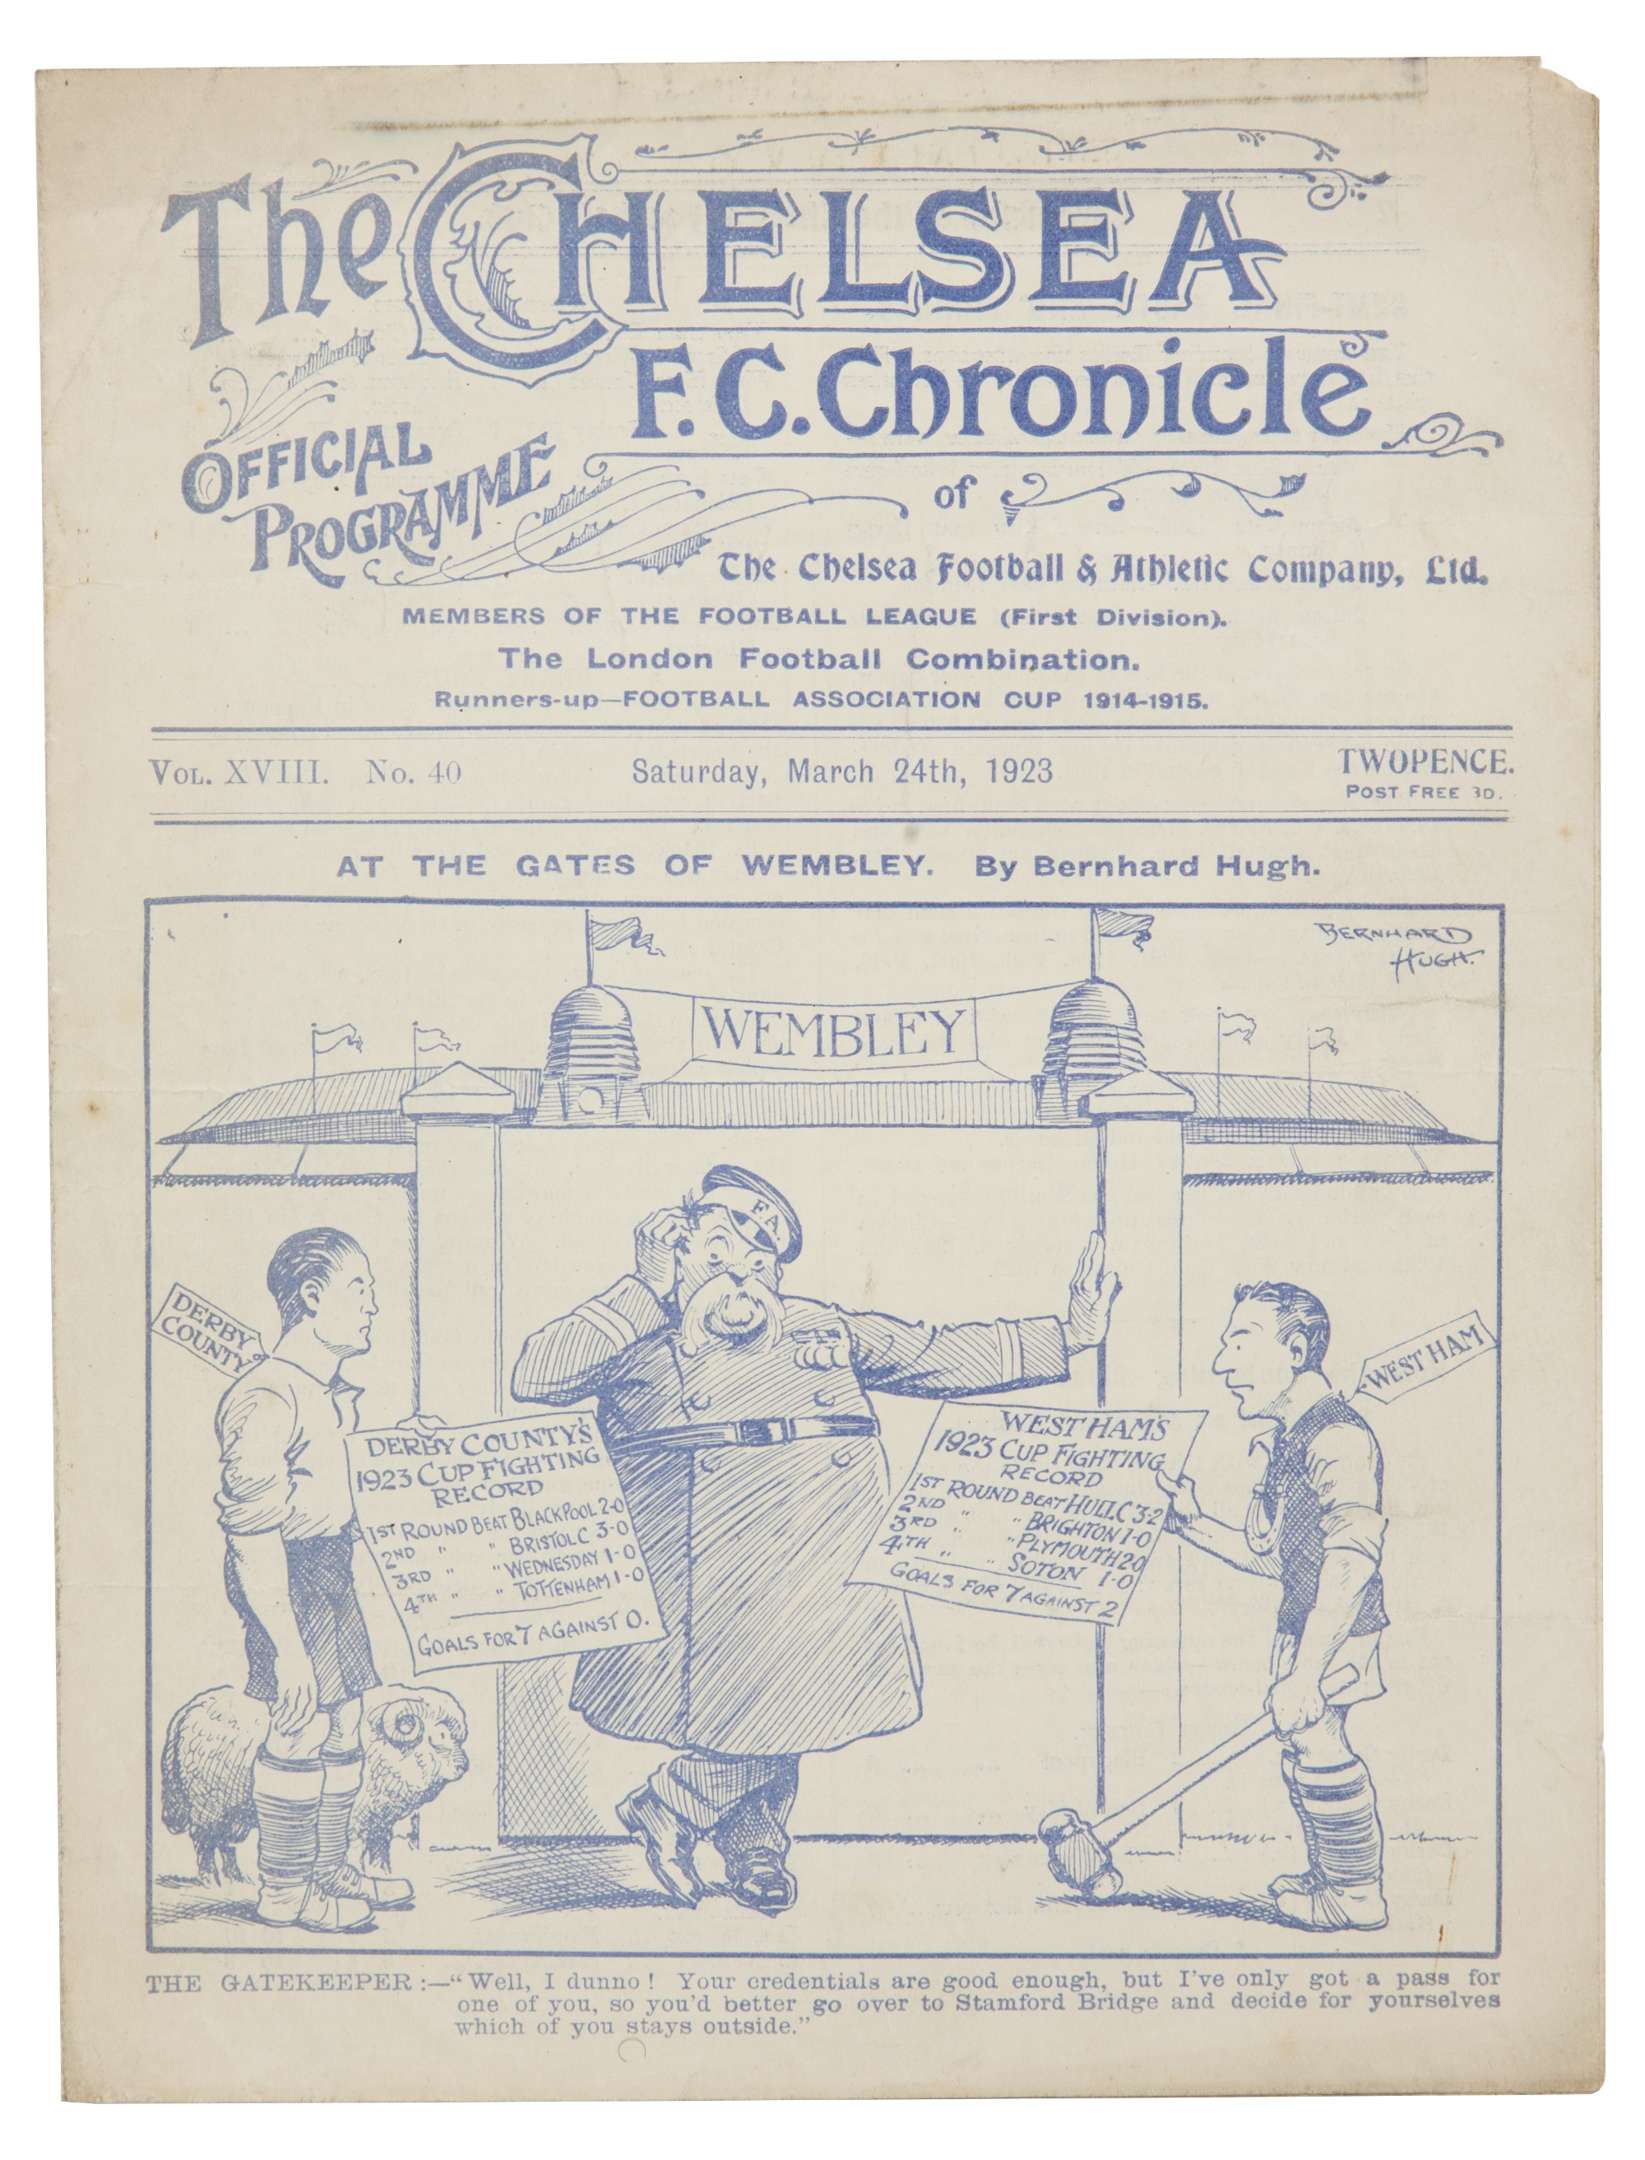 The CHELSEA
F.C. Chronicle
OFFICIAL
PROGRAMME
of
The Chelsea Football & Athletic Company, Ltd.
MEMBERS OF THE FOOTBALL LEAGUE (First Division).
The London Football Combination.
Runners-up—FOOTBALL ASSOCIATION CUP 1914-1915.
VOL. XVIII. NO. 40 Saturday, March 24th, 1923 TWOPENCE.
POST FREE 3D.
AT THE GATES OF WEMBLEY. By Bernhard Hugh.
BERNHARD
HUGH.
WEMBLEY
F.A.
DERBY
COUNTY
WEST HAM
DERBY COUNTY'S
1923 CUP FIGHTING
RECORD
1ST ROUND BEAT BLACKPOOL 2-0
2ND " " BRISTOL C 3-0
3RD " " WEDNESDAY 1-0
4TH " " TOTTENHAM 1-0
GOALS FOR 7 AGAINST 0.
WEST HAM'S
1923 CUP FIGHTING
RECORD
1ST ROUND BEAT HULL C 3-2
2ND " " BRIGHTON 1-0
3RD " " PLYMOUTH 2-0
4TH " " SOTON 1-0
GOALS FOR 7 AGAINST 2
THE GATEKEEPER:—"Well, I dunno! Your credentials are good enough, but I've only got a pass for
one of you, so you'd better go over to Stamford Bridge and decide for yourselves
which of you stays outside."